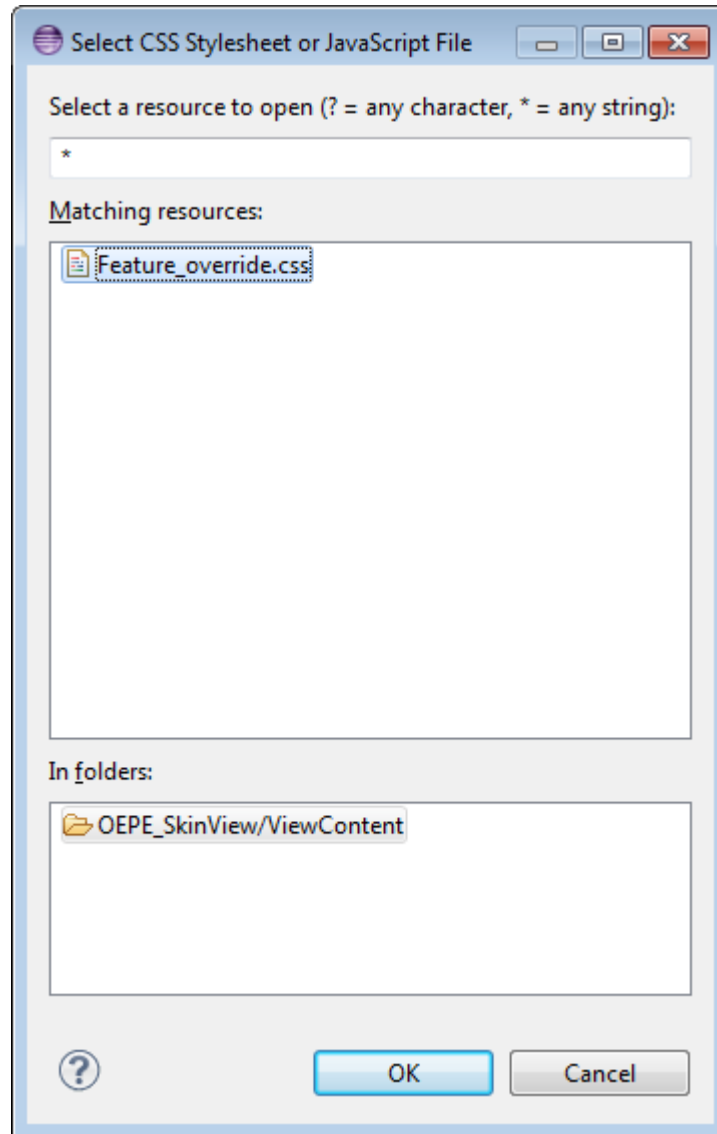 Select CSS Stylesheet or JavaScript File
Select a resource to open (? = any character, * = any string):
*
Matching resources:
Feature_override.css
In folders:
OEPE_SkinView/ViewContent
?
OK
Cancel